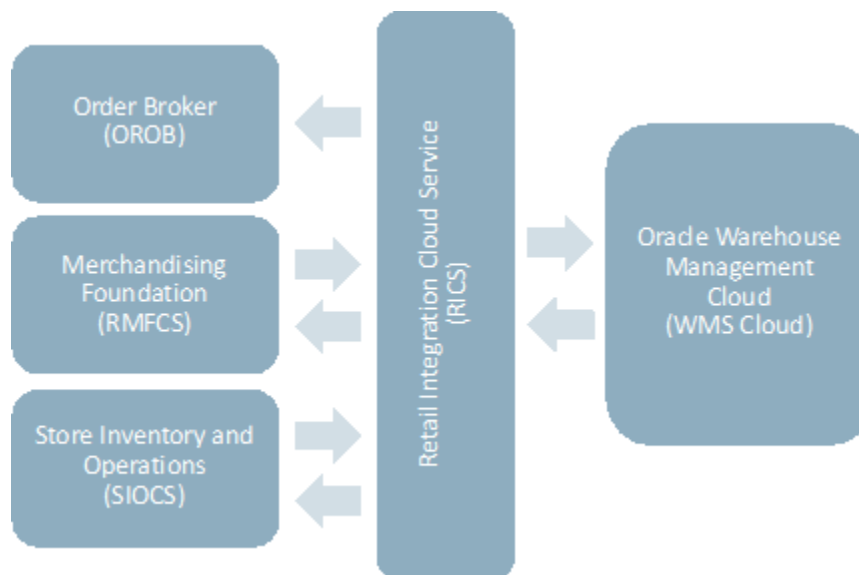 Order Broker
(OROB)
Merchandising
Foundation
(RMFCS)
Store Inventory and
Operations
(SIOCS)
Retail Integration Cloud Service
(RICS)
Oracle Warehouse
Management
Cloud
(WMS Cloud)